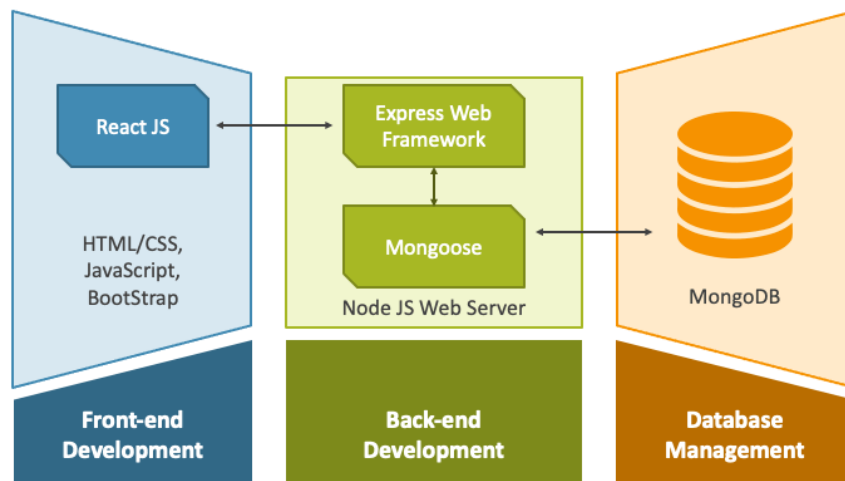 React JS
HTML/CSS,
JavaScript,
BootStrap
Front-end
Development
Express Web
Framework
Mongoose
Node JS Web Server
Back-end
Development
MongoDB
Database
Management